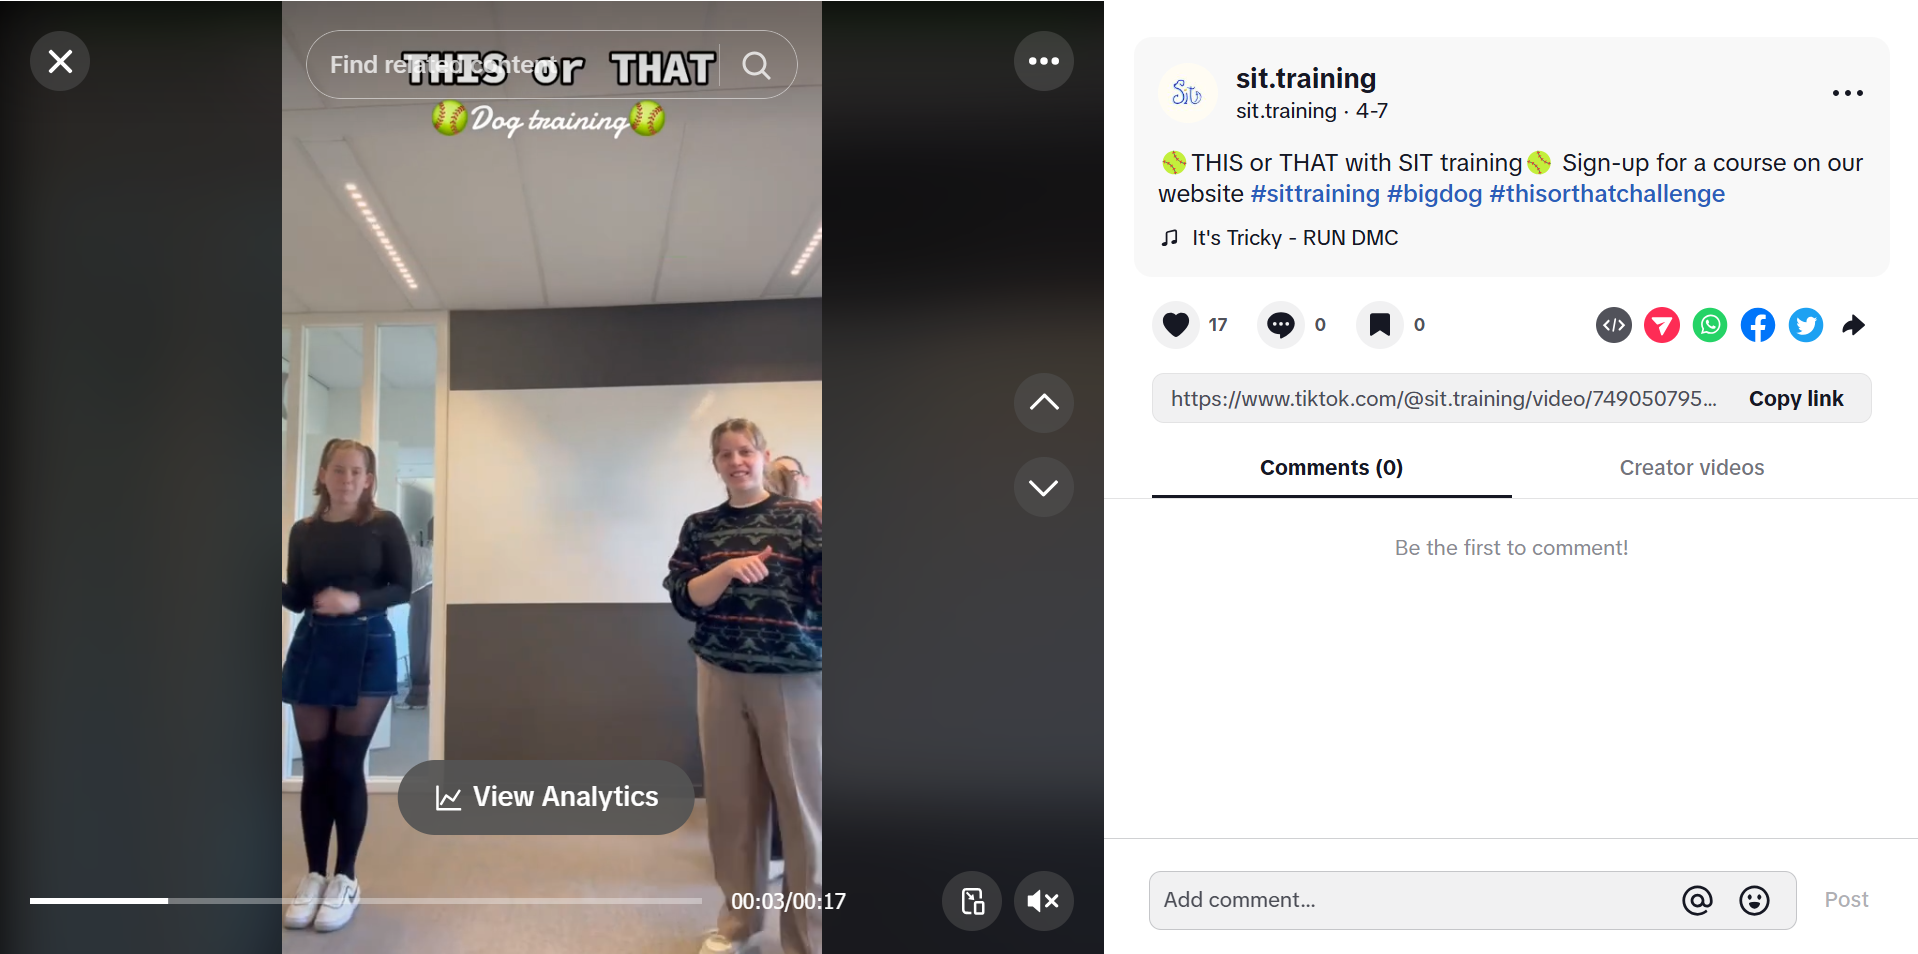 Find related content
THIS or THAT
Dog training
View Analytics
00:03/00:17
Sit
sit.training
sit.training · 4-7
THIS or THAT with SIT training Sign-up for a course on our
website #sittraining #bigdog #thisorthatchallenge
It's Tricky - RUN DMC
17
0
0
https://www.tiktok.com/@sit.training/video/749050795...
Copy link
Comments (0)
Creator videos
Be the first to comment!
Add comment...
Post